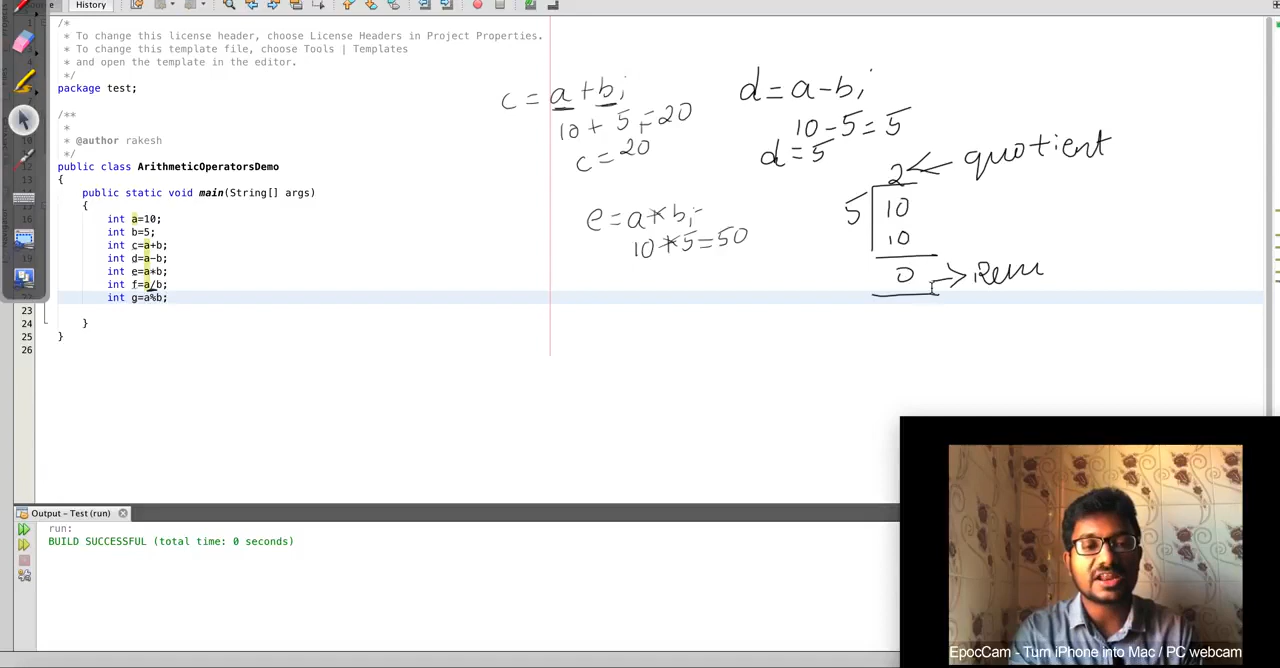 History
/*
* To change this license header, choose License Headers in Project Properties.
* To change this template file, choose Tools | Templates
* and open the template in the editor.
*/
package test;
/**
*
* @author rakesh
*/
public class ArithmeticOperatorsDemo
{
public static void main(String[] args)
{
int a=10;
int b=5;
int c=a+b;
int d=a-b;
int e=a*b;
int f=a/b;
int g=a%b;
}
}
23
24
25
26
c = a + b;
10 + 5 = 20
c = 20
d = a - b;
10 - 5 = 5
d = 5
2 quotient
5 10
10
0 Rem
e = a * b;
10 * 5 = 50
Output - Test (run)
run:
BUILD SUCCESSFUL (total time: 0 seconds)
EpocCam - Turn iPhone into Mac / PC webcam